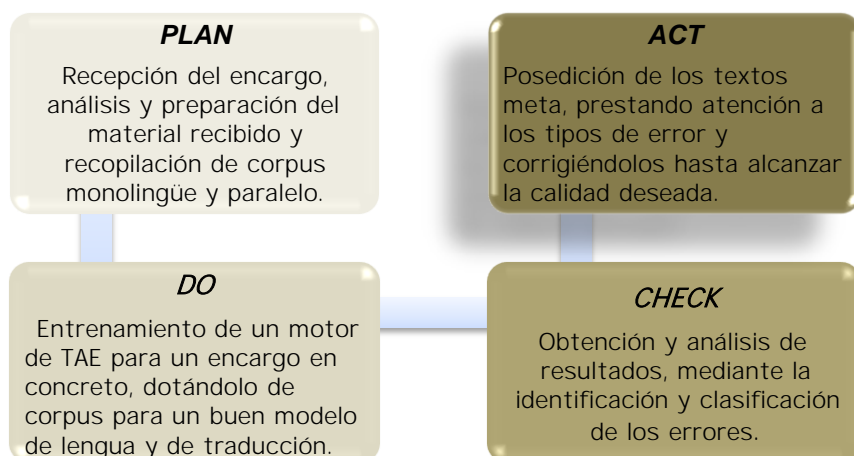 PLAN
Recepción del encargo,
análisis y preparación del
material recibido y
recopilación de corpus
monolingüe y paralelo.
DO
Entrenamiento de un motor
de TAE para un encargo en
concreto, dotándolo de
corpus para un buen modelo
de lengua y de traducción.
CHECK
Obtención y análisis de
resultados, mediante la
identificación y clasificación
de los errores.
ACT
Posedición de los textos
meta, prestando atención a
los tipos de error y
corrigiéndolos hasta alcanzar
la calidad deseada.